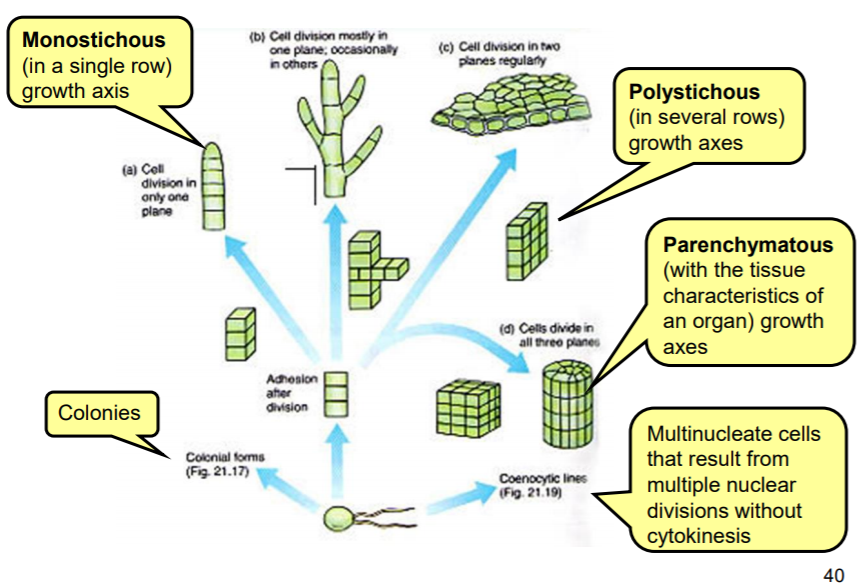 Monostichous
(in a single row)
growth axis
(b) Cell division mostly in
one plane; occasionally
in others
(c) Cell division in two
planes regularly
Polystichous
(in several rows)
growth axes
(a) Cell
division in
only one
plane
Parenchymatous
(with the tissue
characteristics of
an organ) growth
axes
(d) Cells divide in
all three planes
Adhesion
after
division
Colonies
Colonial forms
(Fig. 21.17)
Coenocytic lines
(Fig. 21.19)
Multinucleate cells
that result from
multiple nuclear
divisions without
cytokinesis
40